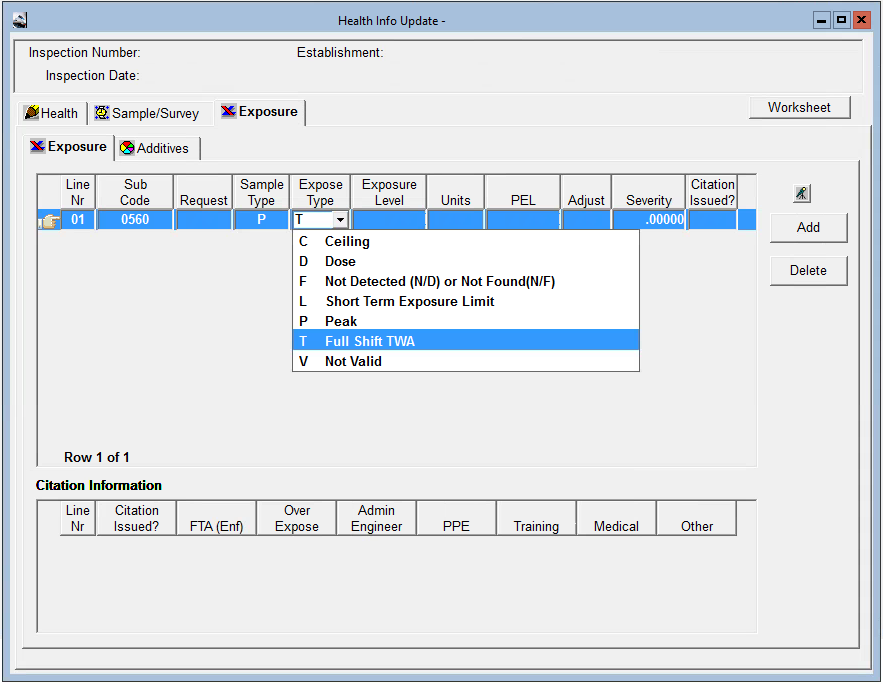 Health Info Update -
Inspection Number: Establishment:
Inspection Date:
Health Sample/Survey Exposure Worksheet
Exposure Additives
Line Nr Sub Code Request Sample Type Expose Type Exposure Level Units PEL Adjust Severity Citation Issued?
01 0560 P T .00000
Add
Delete
C Ceiling
D Dose
F Not Detected (N/D) or Not Found(N/F)
L Short Term Exposure Limit
P Peak
T Full Shift TWA
V Not Valid
Row 1 of 1
Citation Information
Line Nr Citation Issued? FTA (Enf) Over Expose Admin Engineer PPE Training Medical Other